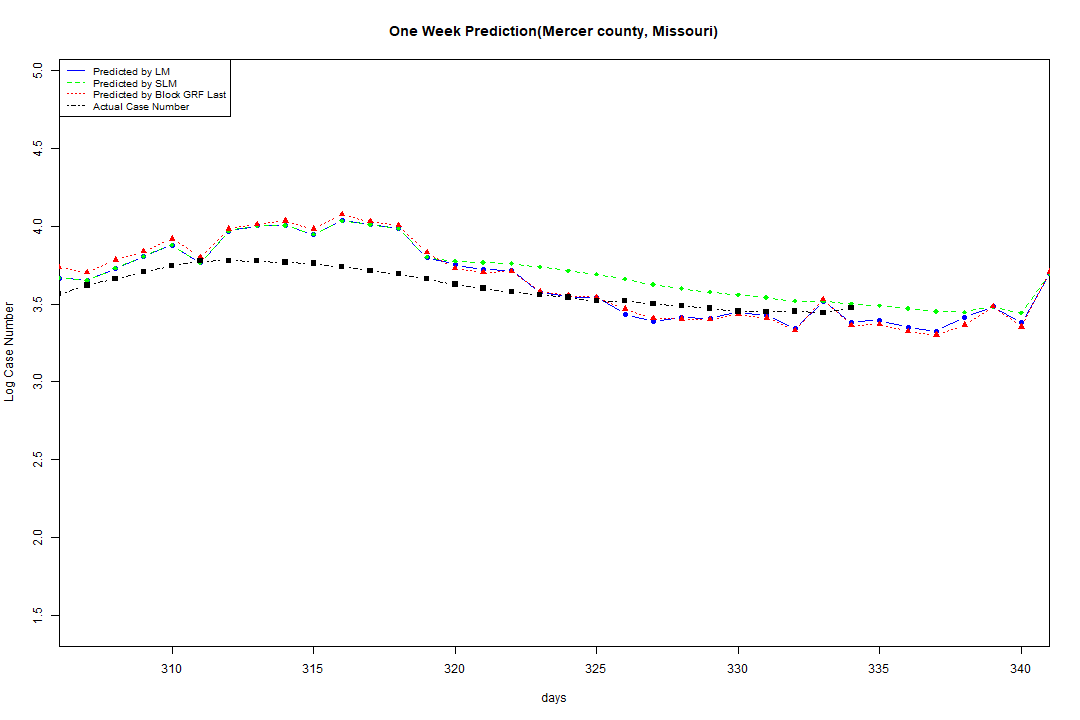 One Week Prediction(Mercer county, Missouri)
Predicted by LM
Predicted by SLM
Predicted by Block GRF Last
Actual Case Number
5.0
4.5
4.0
3.5
3.0
2.5
2.0
1.5
Log Case Number
310 315 320 325 330 335 340
days